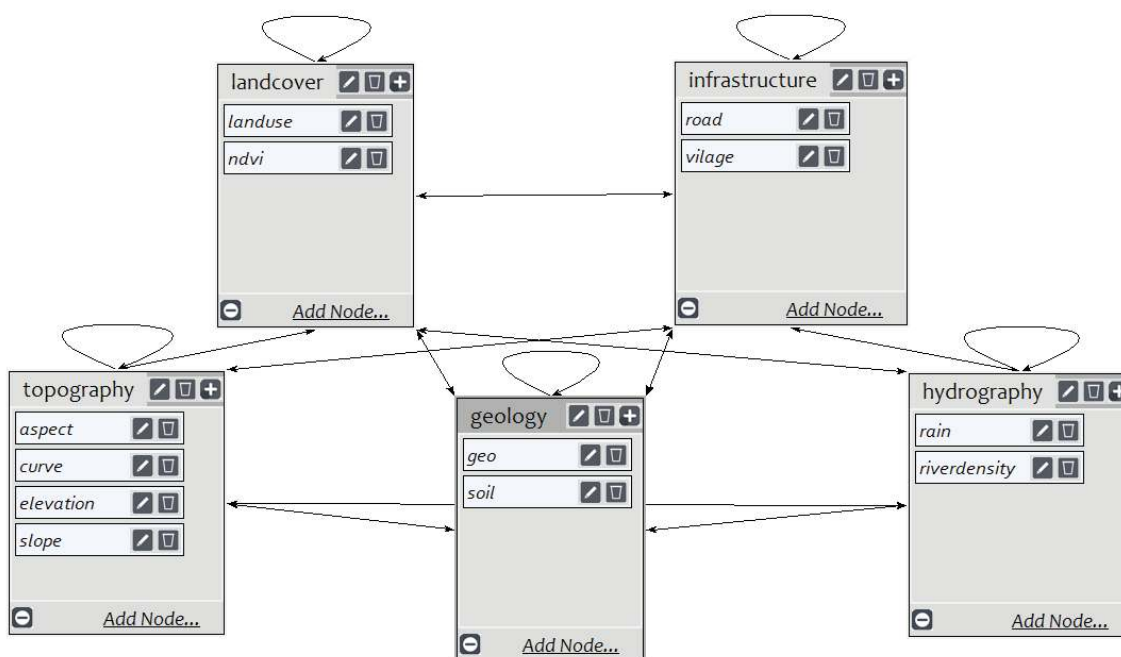 landcover
landuse
ndvi
Add Node...
infrastructure
road
vilage
Add Node...
topography
aspect
curve
elevation
slope
Add Node...
geology
geo
soil
Add Node...
hydrography
rain
riverdensity
Add Node...